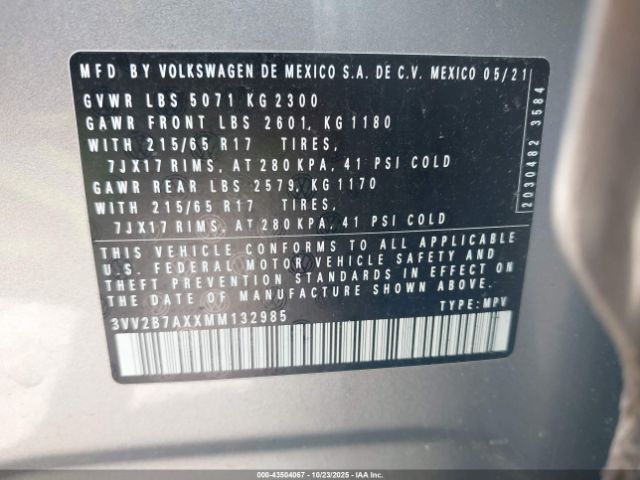 MFD BY VOLKSWAGEN DE MEXICO S.A. DE C.V. MEXICO 05/21
GVWR LBS 5071 KG 2300
GAWR FRONT LBS 2601, KG 1180
WITH 215/65 R17 TIRES,
7JX17 RIMS, AT 280 KPA, 41 PSI COLD
GAWR REAR LBS 2579, KG 1170
WITH 215/65 R17 TIRES,
7JX17 RIMS, AT 280 KPA, 41 PSI COLD
THIS VEHICLE CONFORMS TO ALL APPLICABLE
U.S. FEDERAL MOTOR VEHICLE SAFETY AND
THEFT PREVENTION STANDARDS IN EFFECT ON
THE DATE OF MANUFACTURE SHOWN ABOVE.
3VV2B7AXXMM132985 TYPE: MPV
2030482 3584
000-43504067 - 10/23/2025 - IAAI.com